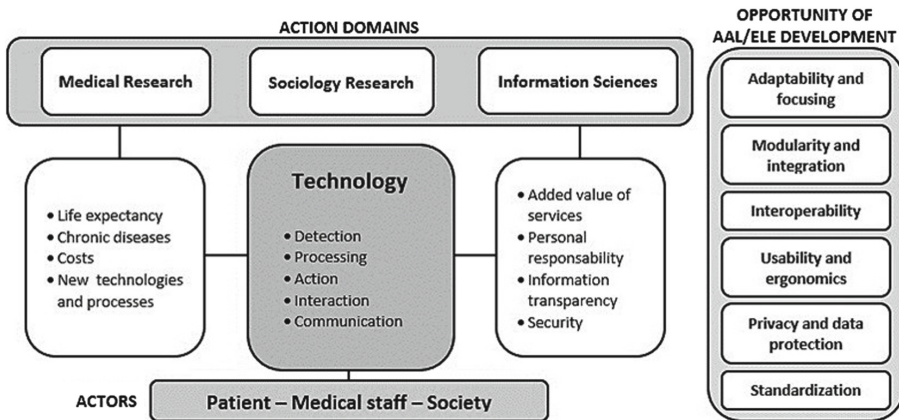 ACTION DOMAINS
Medical Research
Sociology Research
Information Sciences
• Life expectancy
• Chronic diseases
• Costs
• New technologies
and processes
Technology
• Detection
• Processing
• Action
• Interaction
• Communication
• Added value of
services
• Personal
responsability
• Information
transparency
• Security
ACTORS
Patient – Medical staff – Society
OPPORTUNITY OF
AAL/ELE DEVELOPMENT
Adaptability and
focusing
Modularity and
integration
Interoperability
Usability and
ergonomics
Privacy and data
protection
Standardization